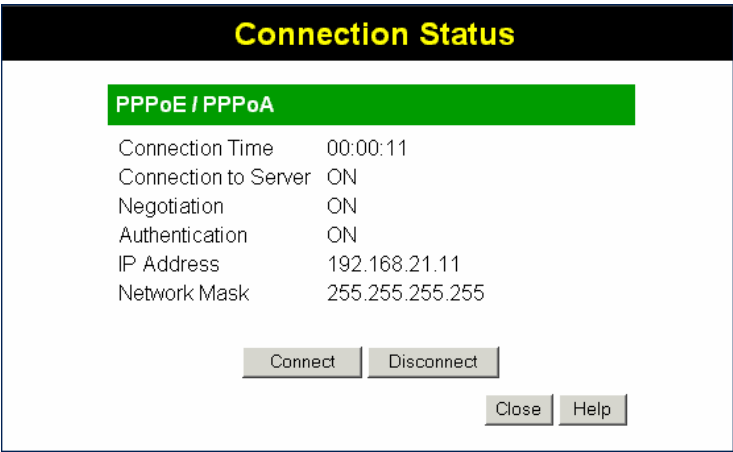 Connection Status
PPPoE / PPPoA
Connection Time 00:00:11
Connection to Server ON
Negotiation ON
Authentication ON
IP Address 192.168.21.11
Network Mask 255.255.255.255
Connect Disconnect
Close Help